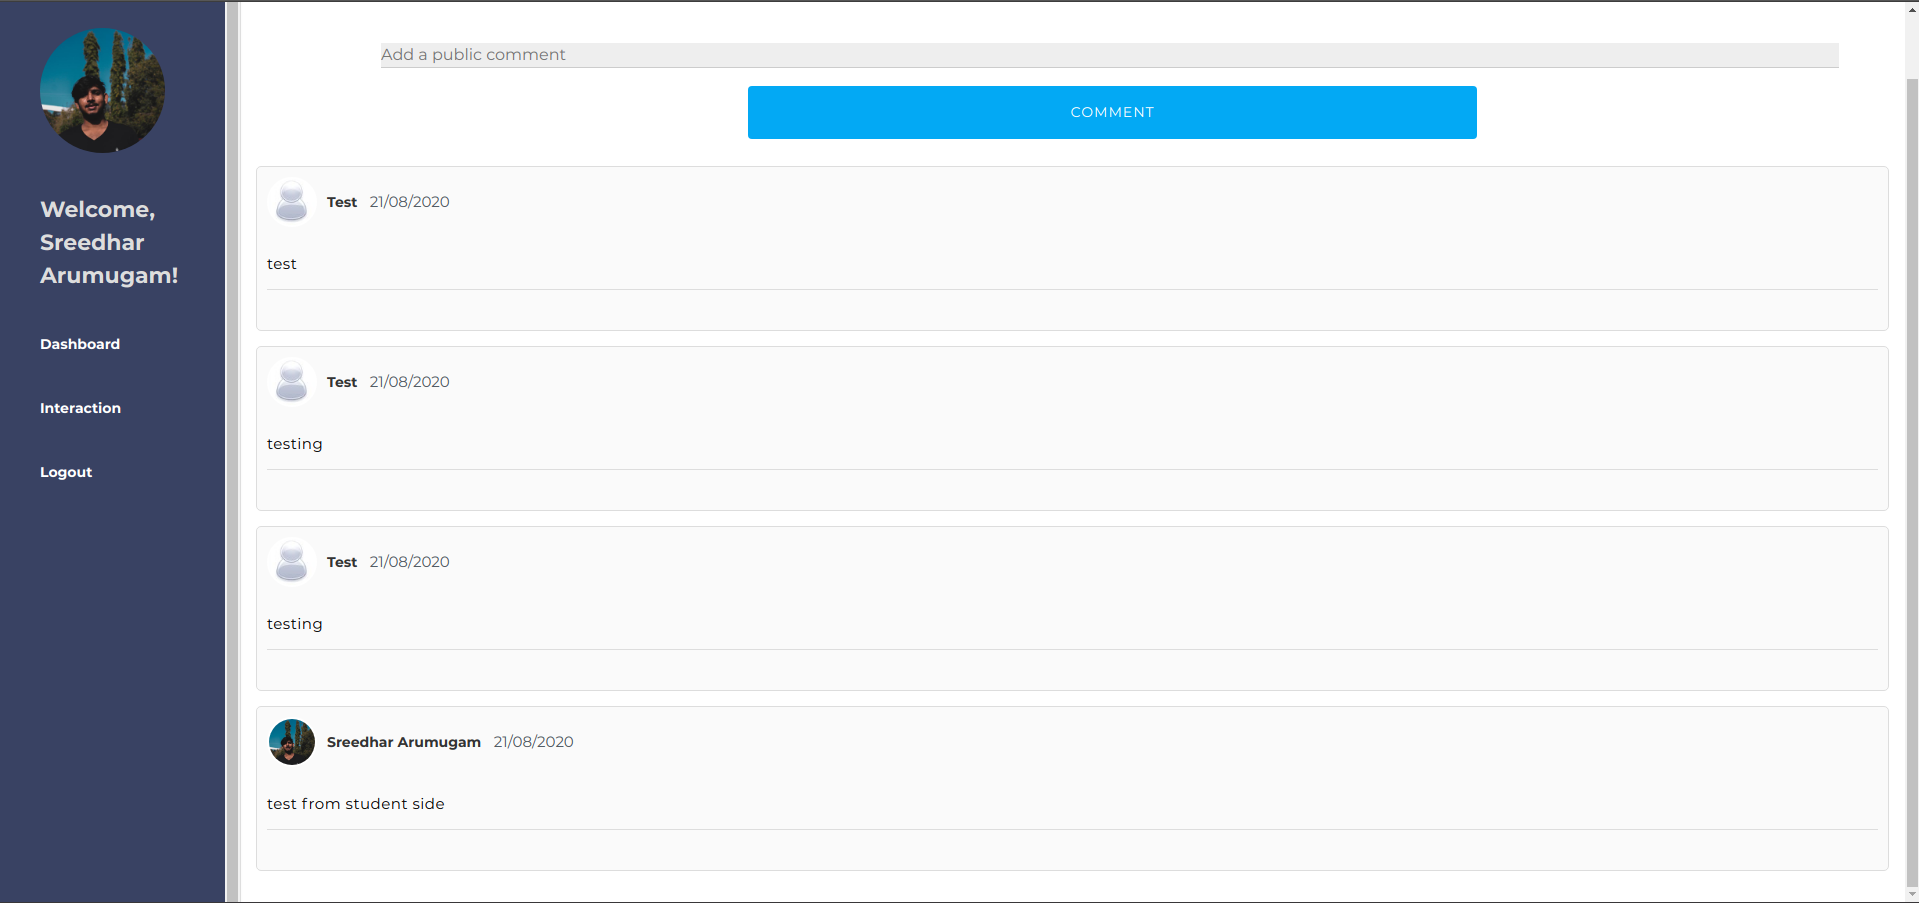 Welcome,
Sreedhar
Arumugam!
Dashboard
Interaction
Logout
Add a public comment
COMMENT
Test 21/08/2020
test
Test 21/08/2020
testing
Test 21/08/2020
testing
Sreedhar Arumugam 21/08/2020
test from student side